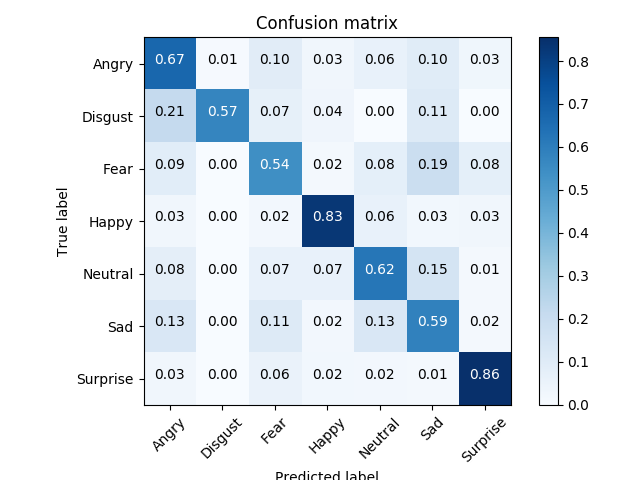 Confusion matrix
Angry 0.67 0.01 0.10 0.03 0.06 0.10 0.03
Disgust 0.21 0.57 0.07 0.04 0.00 0.11 0.00
Fear 0.09 0.00 0.54 0.02 0.08 0.19 0.08
Happy 0.03 0.00 0.02 0.83 0.06 0.03 0.03
Neutral 0.08 0.00 0.07 0.07 0.62 0.15 0.01
Sad 0.13 0.00 0.11 0.02 0.13 0.59 0.02
Surprise 0.03 0.00 0.06 0.02 0.02 0.01 0.86
Angry Disgust Fear Happy Neutral Sad Surprise
True label
Predicted label
0.8
0.7
0.6
0.5
0.4
0.3
0.2
0.1
0.0